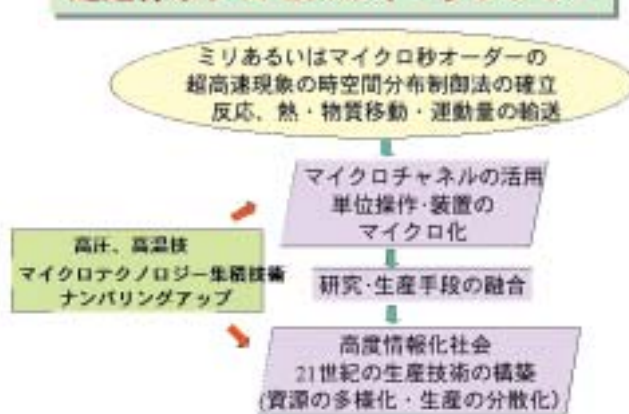 ミリあるいはマイクロ秒オーダーの
超高速現象の時空間分布制御法の確立
反応、熱・物質移動・運動量の輸送
マイクロチャネルの活用
単位操作・装置の
マイクロ化
高圧、高温技
マイクロテクノロジー集積技術
ナンバリングアップ
研究・生産手段の融合
高度情報化社会
21世紀の生産技術の構築
(資源の多様化・生産の分散化)